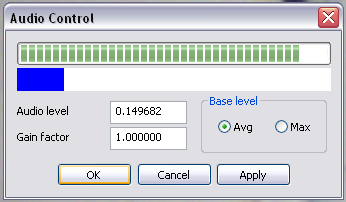 Audio Control
Audio level 0.149682
Gain factor 1.000000
Base level
Avg Max
OK Cancel Apply